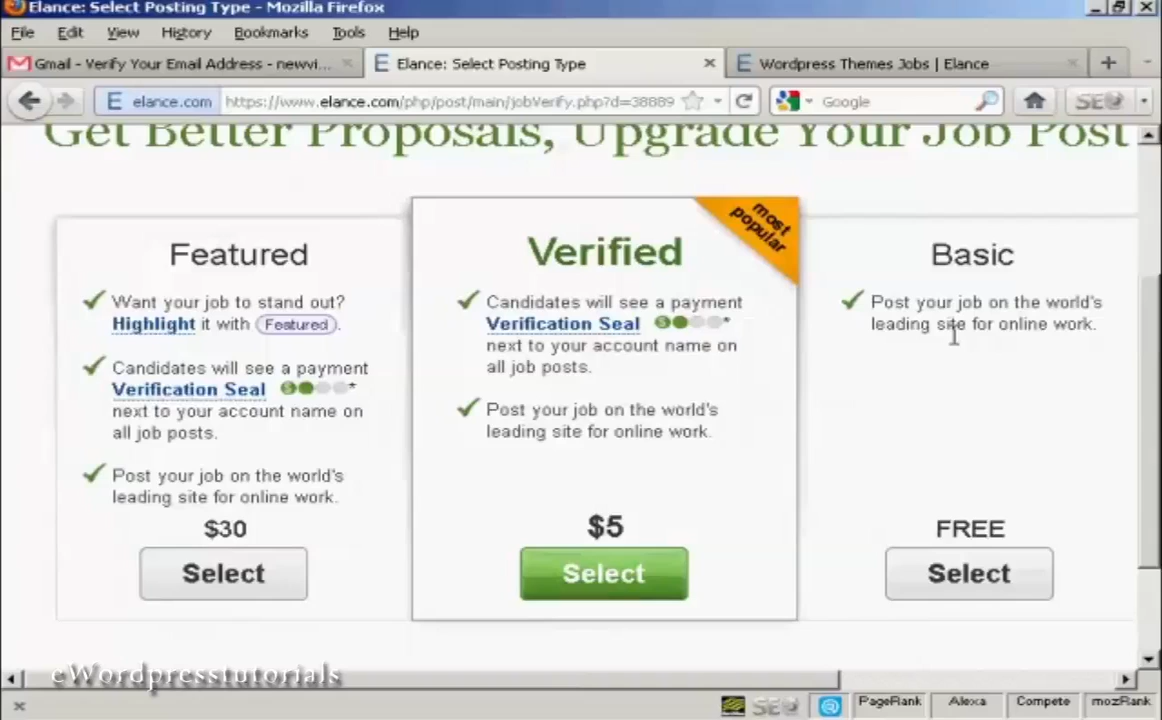 Elance: Select Posting Type - Mozilla Firefox
File Edit View History Bookmarks Tools Help
Gmail - Verify Your Email Address - newvi... Elance: Select Posting Type Wordpress Themes Jobs | Elance
elance.com https://www.elance.com/php/post/main/jobVerify.php?d=38889 Google SEO
Get Better Proposals, Upgrade Your Job Post
Featured
Want your job to stand out?
Highlight it with Featured.
Candidates will see a payment
Verification Seal *
next to your account name on
all job posts.
Post your job on the world's
leading site for online work.
$30
Select
most
popular
Verified
Candidates will see a payment
Verification Seal *
next to your account name on
all job posts.
Post your job on the world's
leading site for online work.
$5
Select
Basic
Post your job on the world's
leading site for online work.
FREE
Select
eWordpresstutorials
SEO PageRank Alexa Compete mozRank